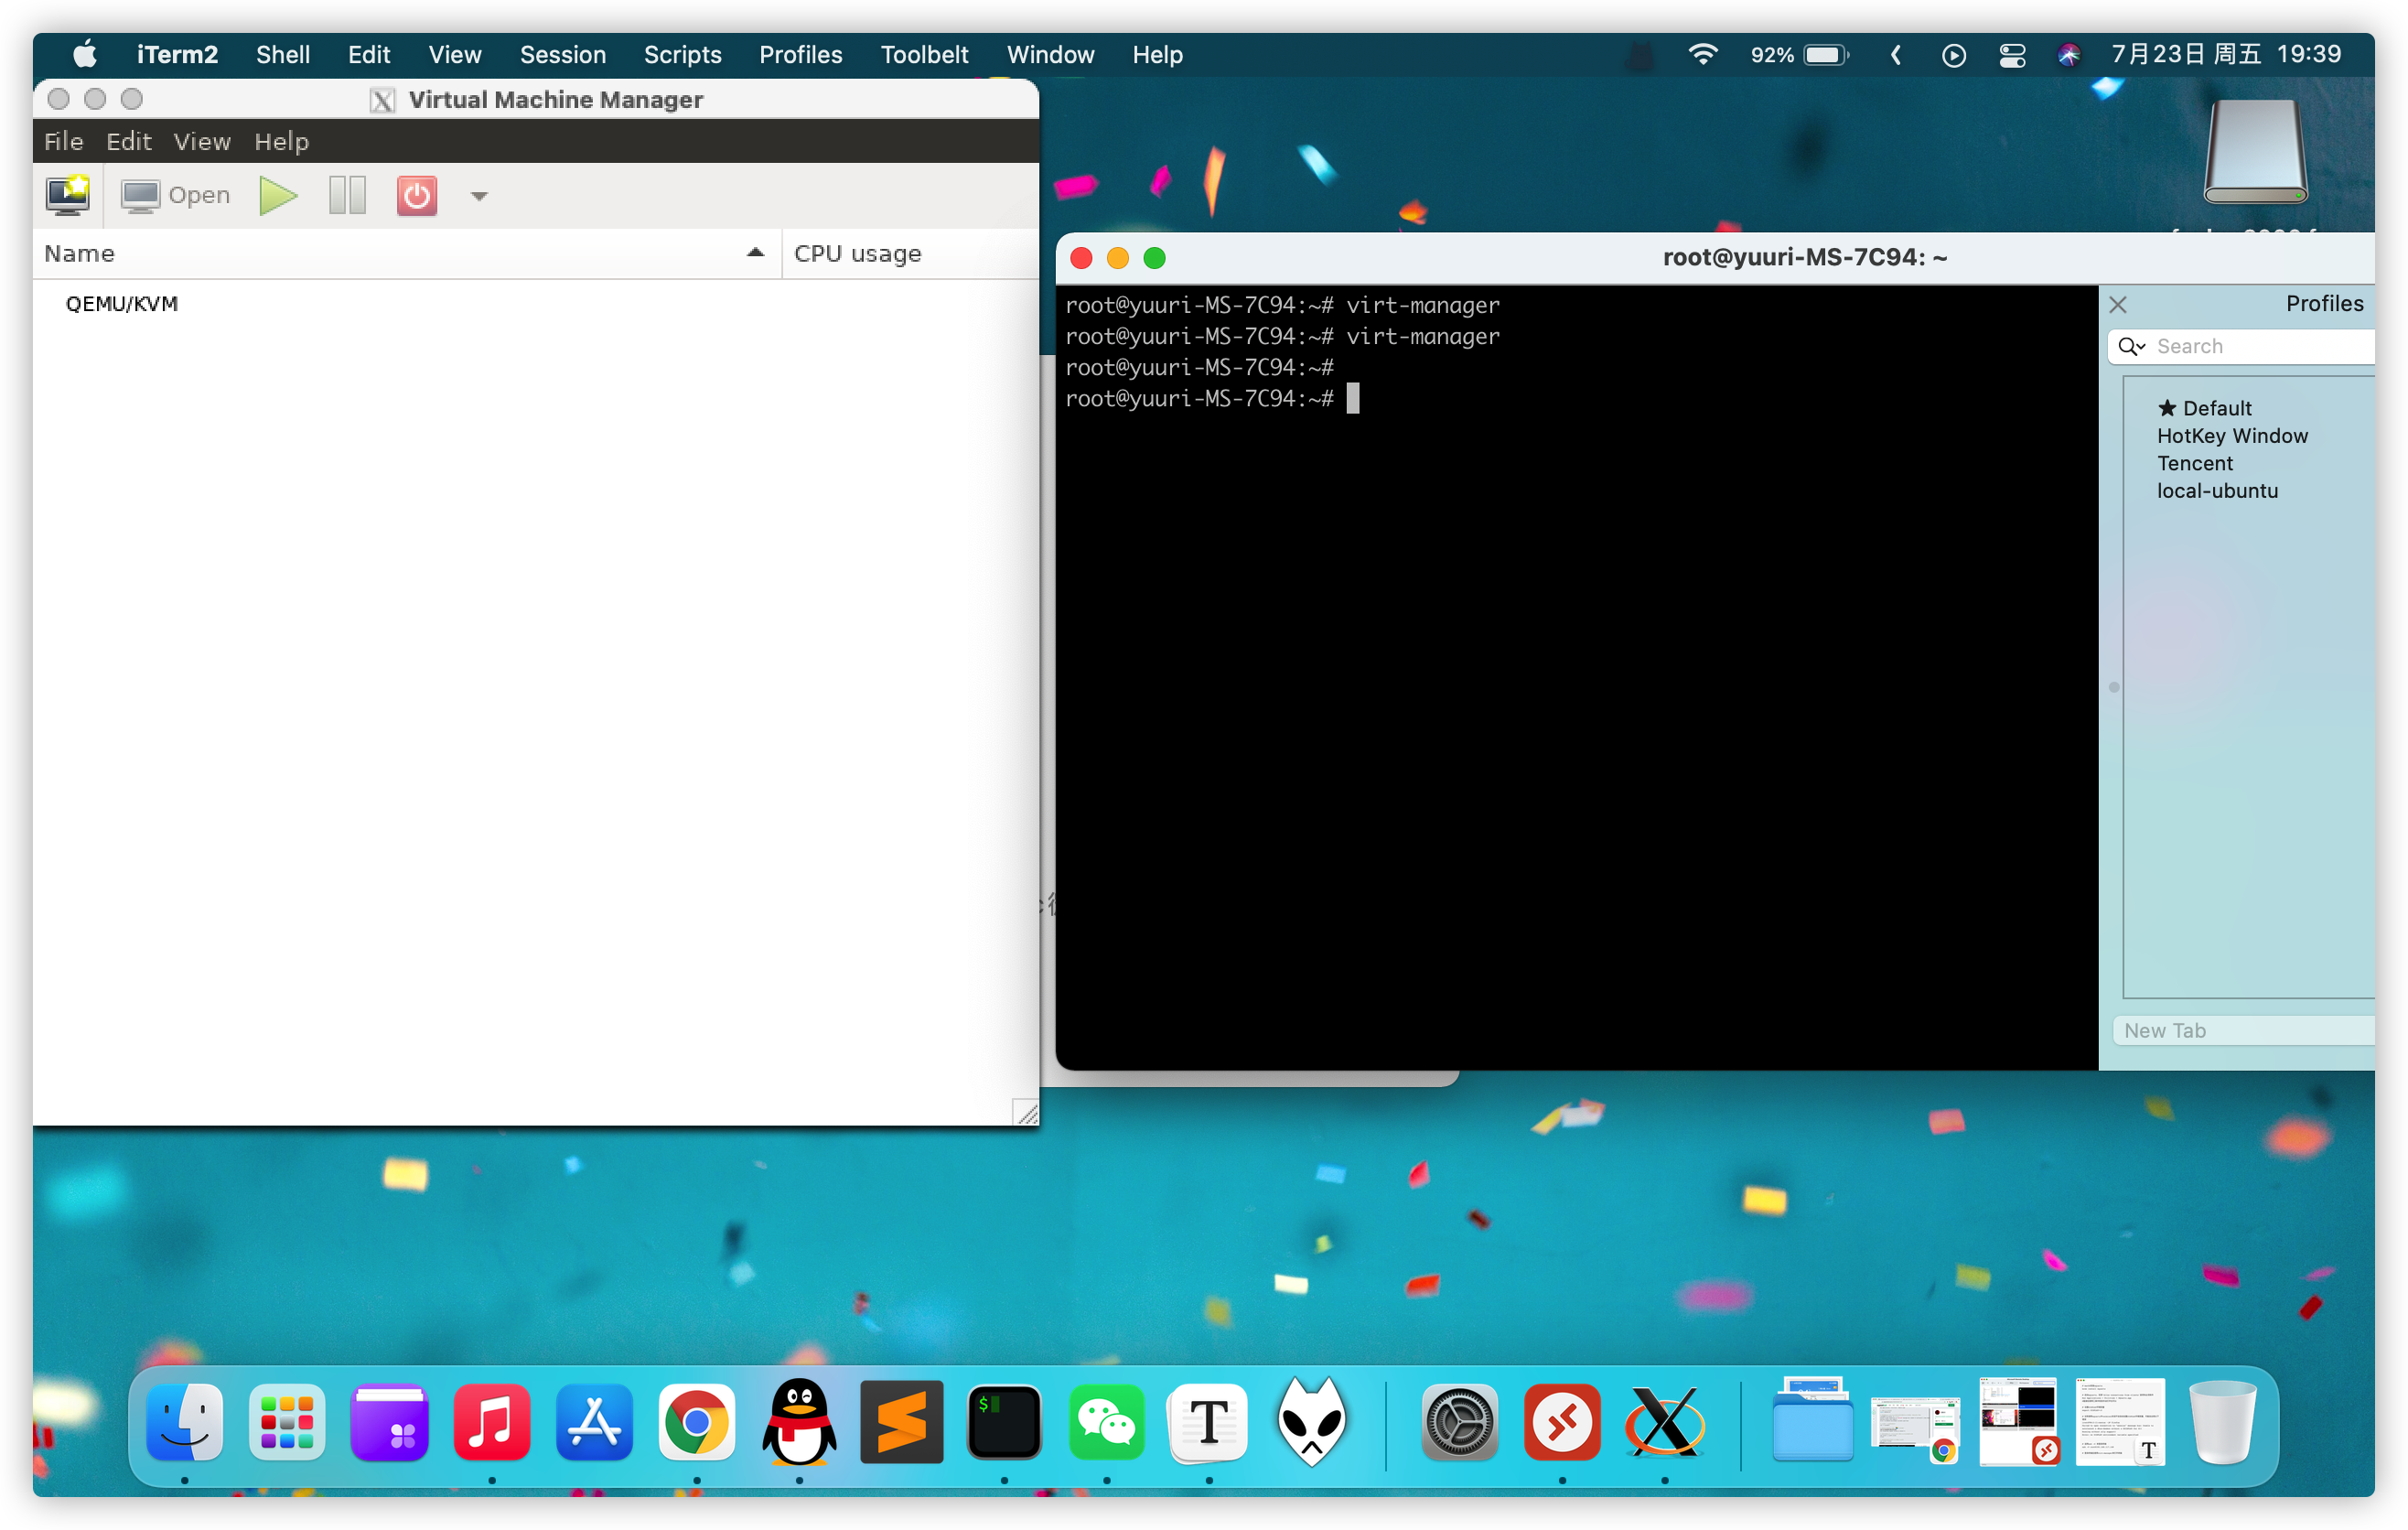 iTerm2 Shell Edit View Session Scripts Profiles Toolbelt Window Help 92% 7月23日 周五 19:39
Virtual Machine Manager
File Edit View Help
Open
Name CPU usage
QEMU/KVM
root@yuuri-MS-7C94: ~
root@yuuri-MS-7C94:~# virt-manager
root@yuuri-MS-7C94:~# virt-manager
root@yuuri-MS-7C94:~#
root@yuuri-MS-7C94:~#
Profiles
Search
★ Default
HotKey Window
Tencent
local-ubuntu
New Tab